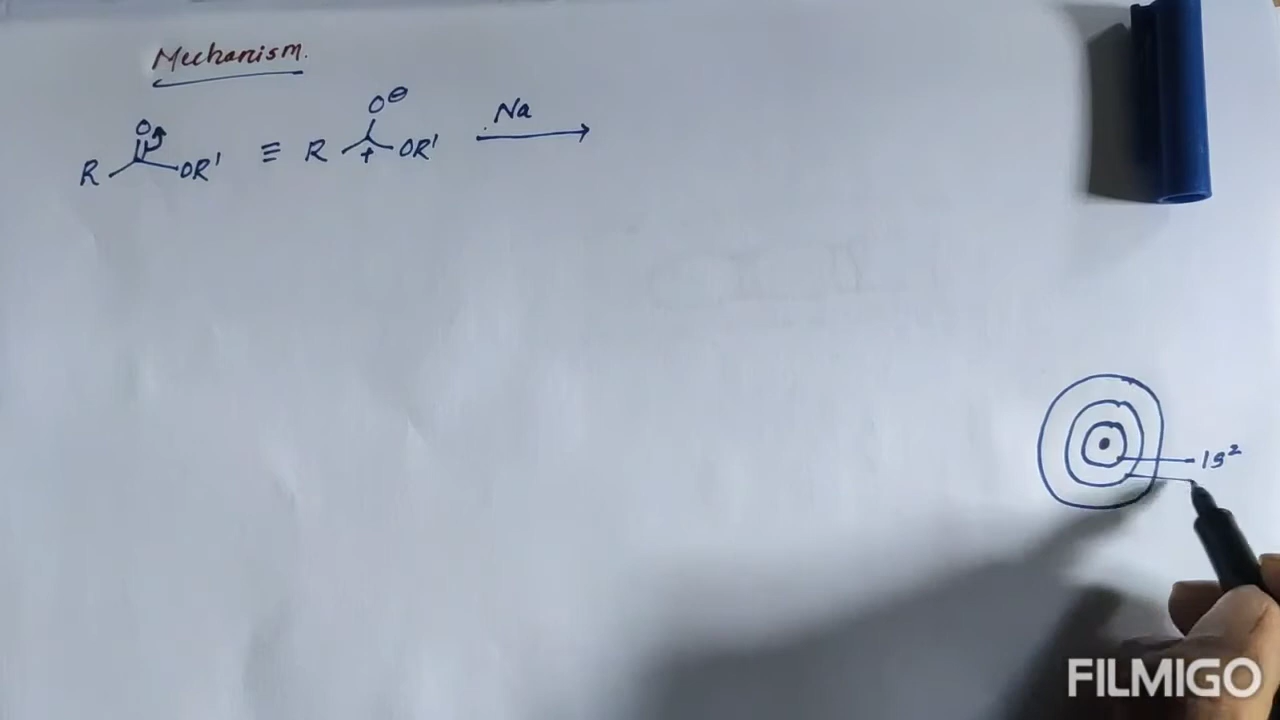 Mechanism.
O O⊖ Na
R OR' ≡ R + OR'
1s²
FILMIGO